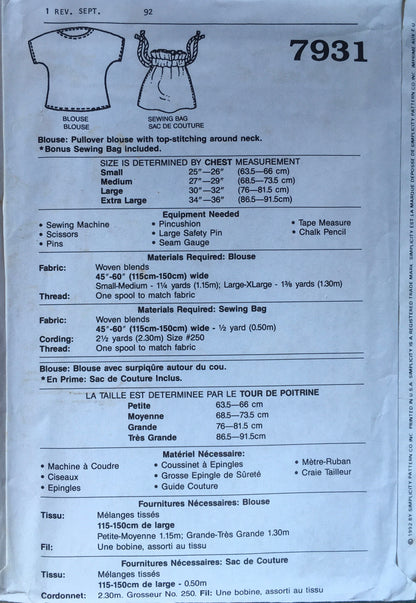 1 REV. SEPT. 92
7931
BLOUSE
BLOUSE
SEWING BAG
SAC DE COUTURE
Blouse: Pullover blouse with top-stitching around neck.
*Bonus Sewing Bag Included.
SIZE IS DETERMINED BY CHEST MEASUREMENT
Small 25"—26" (63.5—66 cm)
Medium 27"—29" (68.5—73.5 cm)
Large 30"—32" (76—81.5 cm)
Extra Large 34"—36" (86.5—91.5cm)
Equipment Needed
• Sewing Machine • Pincushion • Tape Measure
• Scissors • Large Safety Pin • Chalk Pencil
• Pins • Seam Gauge
Materials Required: Blouse
Fabric: Woven blends
45"-60" (115cm-150cm) wide
Small-Medium - 1¼ yards (1.15m); Large-XLarge - 1⅜ yards (1.30m)
Thread: One spool to match fabric
Materials Required: Sewing Bag
Fabric: Woven blends
45"-60" (115cm-150cm) wide - ½ yard (0.50m)
Cording: 2½ yards (2.30m) Size #250
Thread: One spool to match fabric
Blouse: Blouse avec surpiqûre autour du cou.
*En Prime: Sac de Couture Inclus.
LA TAILLE EST DETERMINEE PAR LE TOUR DE POITRINE
Petite 63.5—66 cm
Moyenne 68.5—73.5 cm
Grande 76—81.5 cm
Très Grande 86.5—91.5cm
Matériel Nécessaire:
• Machine à Coudre • Coussinet à Epingles • Mètre-Ruban
• Ciseaux • Grosse Epingle de Sûreté • Craie Tailleur
• Epingles • Guide Couture
Fournitures Nécessaires: Blouse
Tissu: Mélanges tissés
115-150cm de large
Petite-Moyenne 1.15m; Grande-Très Grande 1.30m
Fil: Une bobine, assorti au tissu
Fournitures Nécessaires: Sac de Couture
Tissu: Mélanges tissés
115-150cm de large - 0.50m
Cordonnet: 2.30m. Grosseur No. 250. Fil: Une bobine, assorti au tissu
© 1992 BY SIMPLICITY PATTERN CO. INC. PRINTED IN U.S.A. SIMPLICITY IS A REGISTERED TRADE MARK. SIMPLICITY EST LA MARQUE DEPOSEE DE SIMPLICITY PATTERN CO. INC.